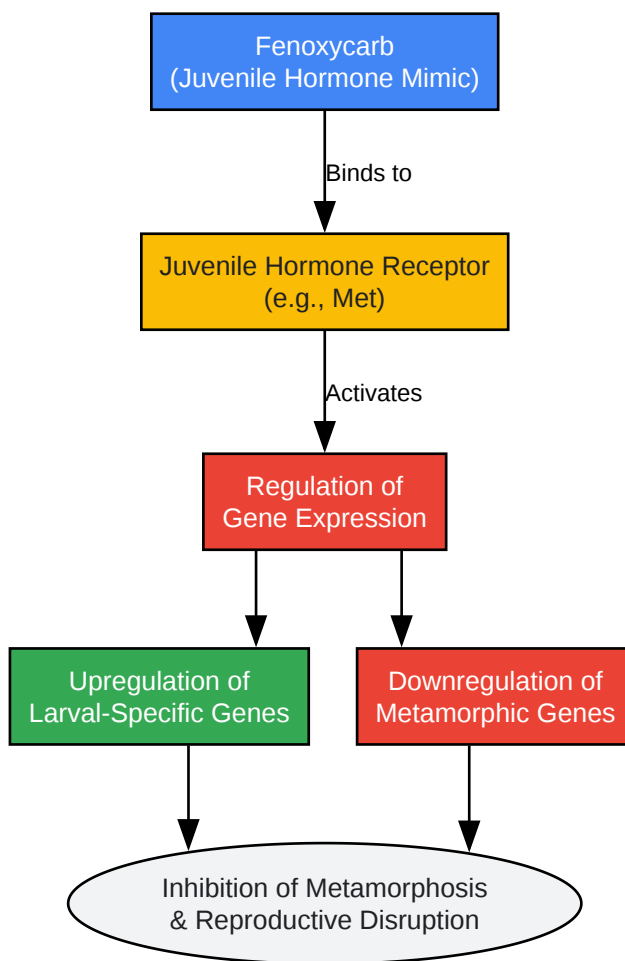 Fenoxycarb
(Juvenile Hormone Mimic)
Binds to
Juvenile Hormone Receptor
(e.g., Met)
Activates
Regulation of
Gene Expression
Upregulation of
Larval-Specific Genes
Downregulation of
Metamorphic Genes
Inhibition of Metamorphosis
& Reproductive Disruption